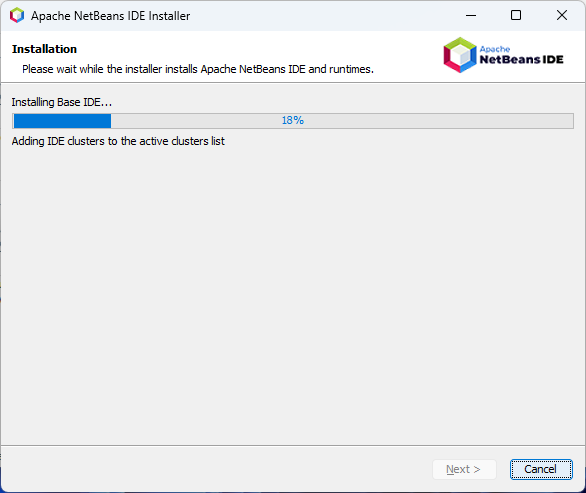 Apache NetBeans IDE Installer
Installation
Please wait while the installer installs Apache NetBeans IDE and runtimes.
Apache
NetBeans IDE
Installing Base IDE...
18%
Adding IDE clusters to the active clusters list
Next >
Cancel